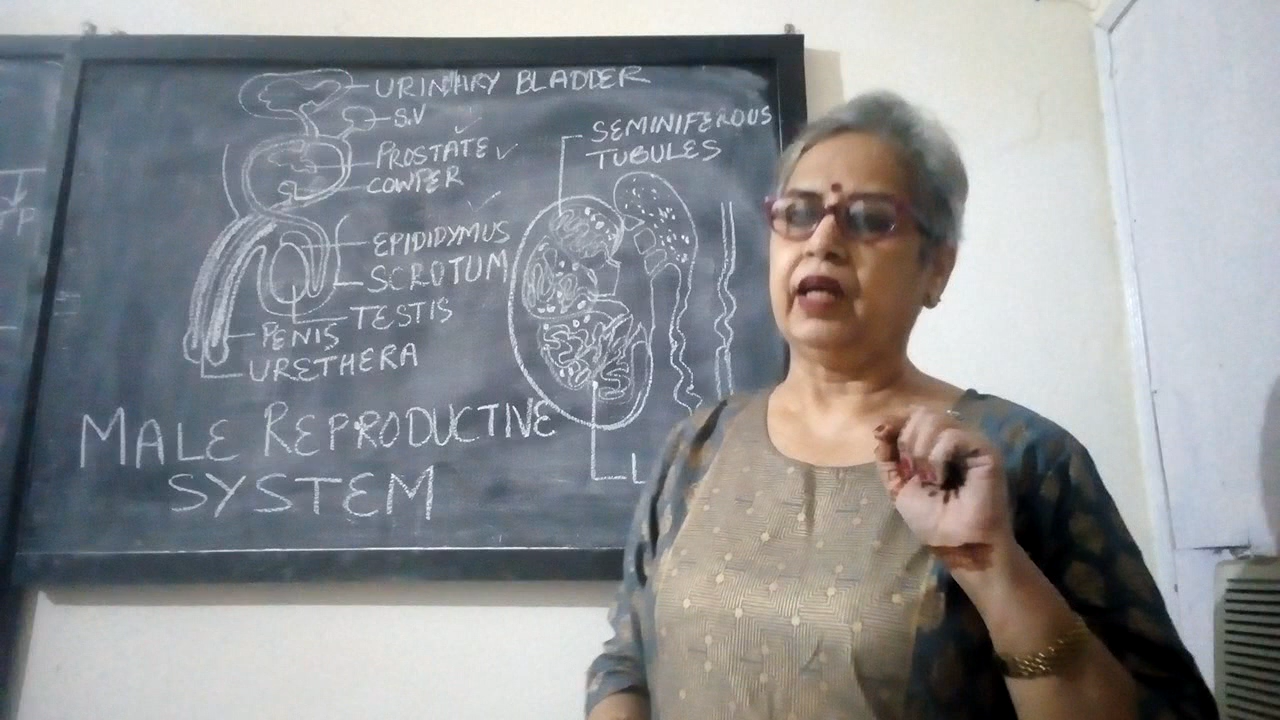 URINARY BLADDER
S.V
PROSTATE
COWPER
EPIDIDYMUS
SCROTUM
TESTIS
PENIS
URETHERA
SEMINIFEROUS
TUBULES
L
MALE REPRODUCTIVE
SYSTEM